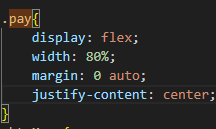 .pay{
    display: flex;
    width: 80%;
    margin: 0 auto;
    justify-content: center;
}